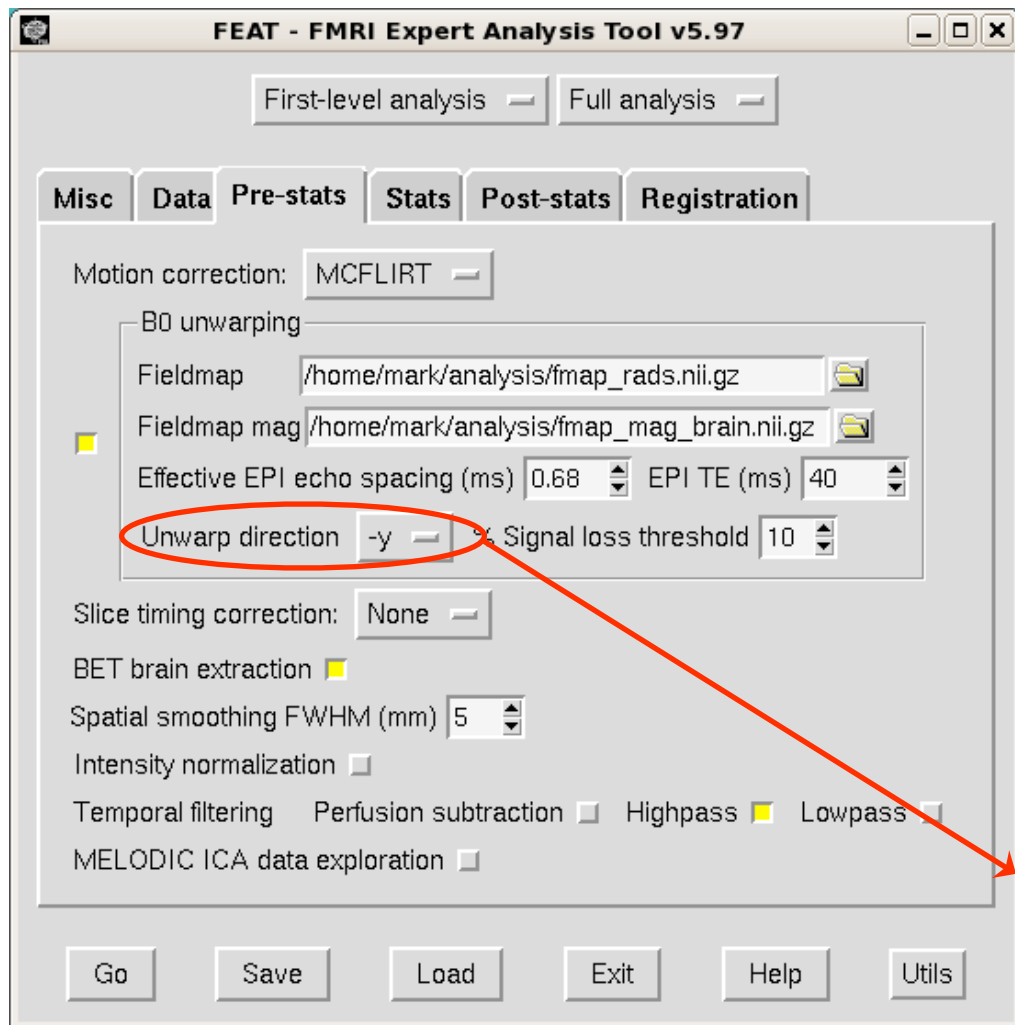 FEAT - FMRI Expert Analysis Tool v5.97
First-level analysis Full analysis
Misc Data Pre-stats Stats Post-stats Registration
Motion correction: MCFLIRT
B0 unwarping
Fieldmap /home/mark/analysis/fmap_rads.nii.gz
Fieldmap mag /home/mark/analysis/fmap_mag_brain.nii.gz
Effective EPI echo spacing (ms) 0.68 EPI TE (ms) 40
Unwarp direction -y % Signal loss threshold 10
Slice timing correction: None
BET brain extraction
Spatial smoothing FWHM (mm) 5
Intensity normalization
Temporal filtering Perfusion subtraction Highpass Lowpass
MELODIC ICA data exploration
Go Save Load Exit Help Utils